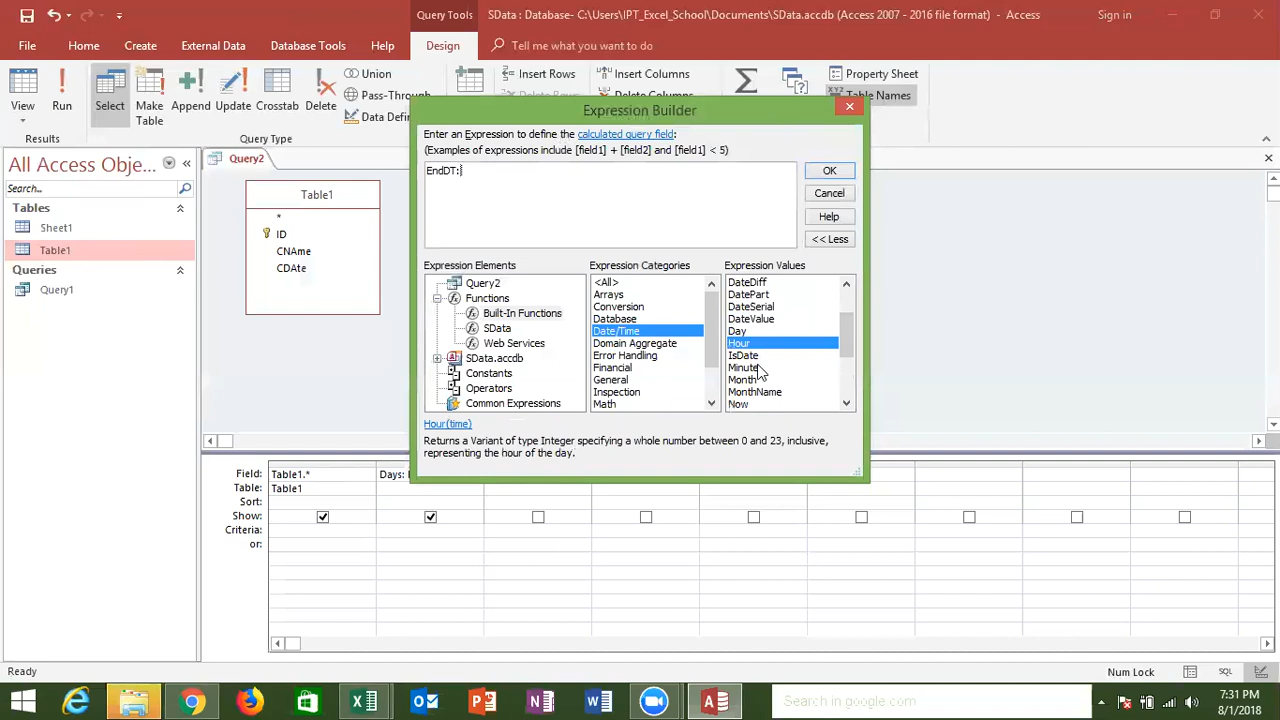 Query Tools
SData : Database- C:\Users\IPT_Excel_School\Documents\SData.accdb (Access 2007 - 2016 file format) - Access
Sign in
File
Home
Create
External Data
Database Tools
Help
Design
Tell me what you want to do
View
Run
Select
Make Table
Append
Update
Crosstab
Delete
Union
Pass-Through
Data Defin
Insert Rows
Delete Rows
Insert Columns
Delete Columns
Property Sheet
Table Names
Results
Query Type
All Access Obje...
Search...
Tables
Sheet1
Table1
Queries
Query1
Query2
Table1
*
ID
CName
CDAte
Expression Builder
Enter an Expression to define the calculated query field:
(Examples of expressions include [field1] + [field2] and [field1] < 5)
EndDT:
OK
Cancel
Help
<< Less
Expression Elements
Query2
Functions
Built-In Functions
SData
Web Services
SData.accdb
Constants
Operators
Common Expressions
Expression Categories
<All>
Arrays
Conversion
Database
Date/Time
Domain Aggregate
Error Handling
Financial
General
Inspection
Math
Expression Values
DateDiff
DatePart
DateSerial
DateValue
Day
Hour
IsDate
Minute
Month
MonthName
Now
Hour(time)
Returns a Variant of type Integer specifying a whole number between 0 and 23, inclusive,
representing the hour of the day.
Field: Table1.* Days:
Table: Table1
Sort:
Show:
Criteria:
or:
Ready
Num Lock
SQL
Search on google.com
7:31 PM
8/1/2018